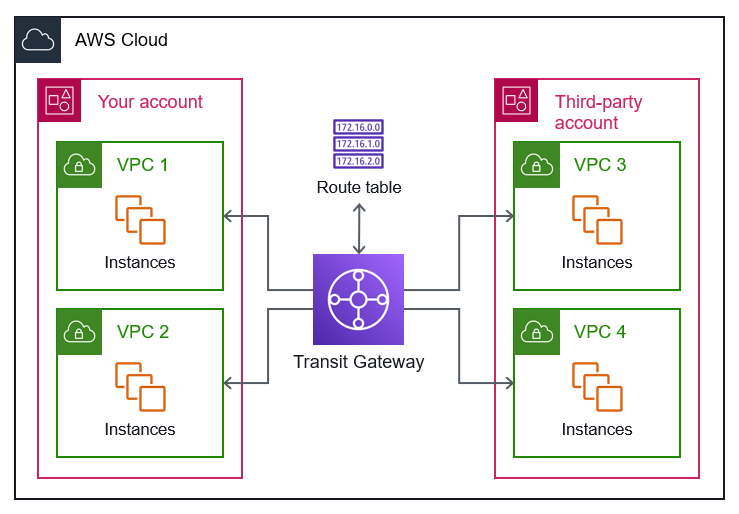 AWS Cloud
Your account
VPC 1
Instances
VPC 2
Instances
172.16.0.0
172.16.1.0
172.16.2.0
Route table
Transit Gateway
Third-party
account
VPC 3
Instances
VPC 4
Instances